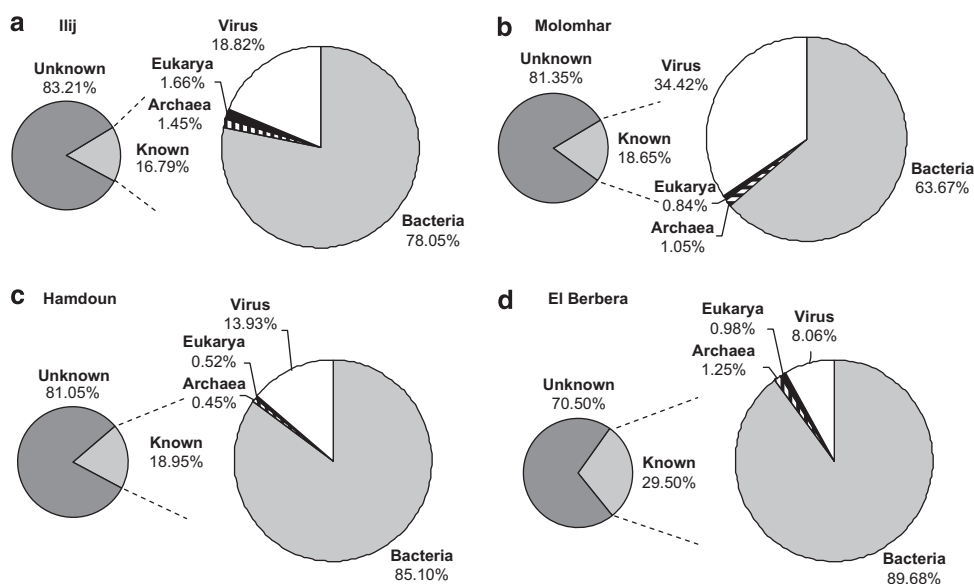 a Ilij
Virus
18.82%
Eukarya
1.66%
Archaea
1.45%
Unknown
83.21%
Known
16.79%
Bacteria
78.05%
b Molomhar
Unknown
81.35%
Virus
34.42%
Known
18.65%
Eukarya
0.84%
Archaea
1.05%
Bacteria
63.67%
c Hamdoun
Virus
13.93%
Eukarya
0.52%
Archaea
0.45%
Unknown
81.05%
Known
18.95%
Bacteria
85.10%
d El Berbera
Eukarya
0.98%
Virus
8.06%
Archaea
1.25%
Unknown
70.50%
Known
29.50%
Bacteria
89.68%